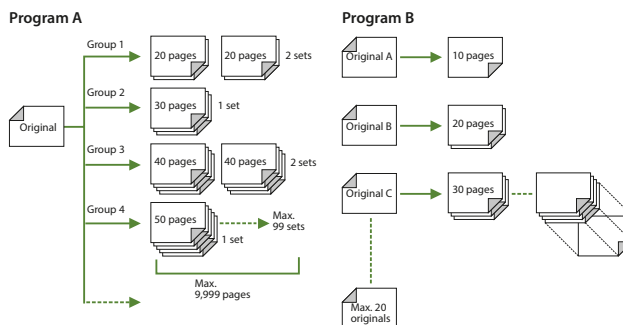 Program A
Program B
Group 1
20 pages
20 pages
2 sets
Group 2
30 pages
1 set
Original
Group 3
40 pages
40 pages
2 sets
Group 4
50 pages
1 set
Max.
99 sets
Max.
9,999 pages
Original A
10 pages
Original B
20 pages
Original C
30 pages
Max. 20
originals